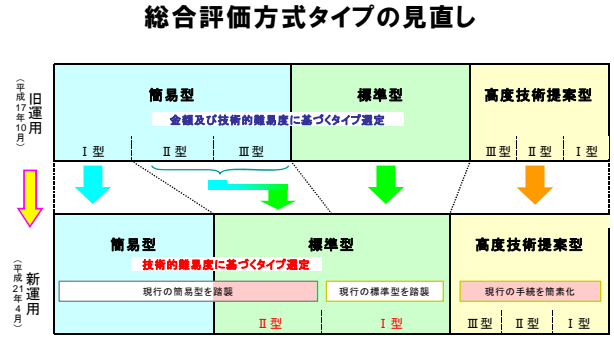 総合評価方式タイプの見直し
旧運用
（平成17年10月）
簡易型
標準型
高度技術提案型
金額及び技術的難易度に基づくタイプ選定
Ⅰ型
Ⅱ型
Ⅲ型
Ⅲ型
Ⅱ型
Ⅰ型
新運用
（平成21年4月）
簡易型
標準型
高度技術提案型
技術的難易度に基づくタイプ選定
現行の簡易型を踏襲
現行の標準型を踏襲
現行の手続を簡素化
Ⅱ型
Ⅰ型
Ⅲ型
Ⅱ型
Ⅰ型